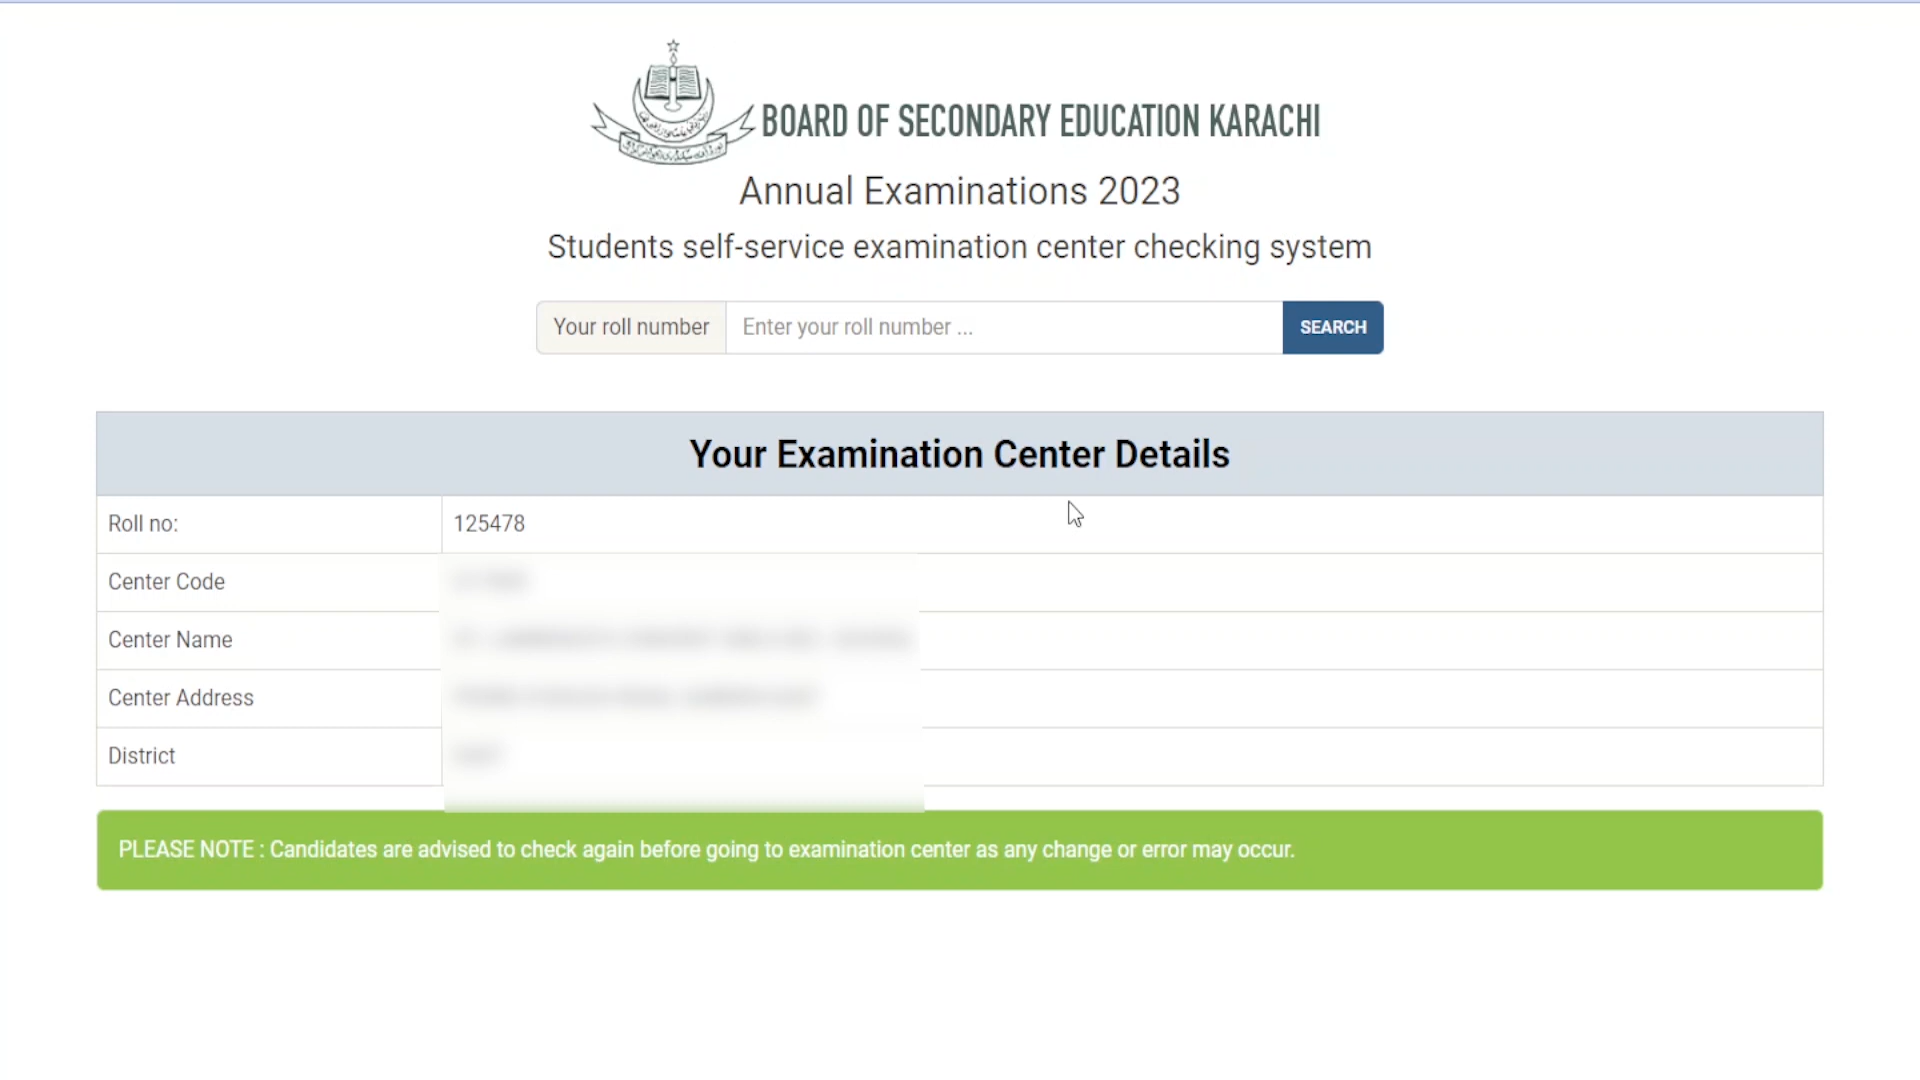 BOARD OF SECONDARY EDUCATION KARACHI
Annual Examinations 2023
Students self-service examination center checking system
Your roll number Enter your roll number ... SEARCH
Your Examination Center Details
Roll no: 125478
Center Code
Center Name
Center Address
District
PLEASE NOTE : Candidates are advised to check again before going to examination center as any change or error may occur.